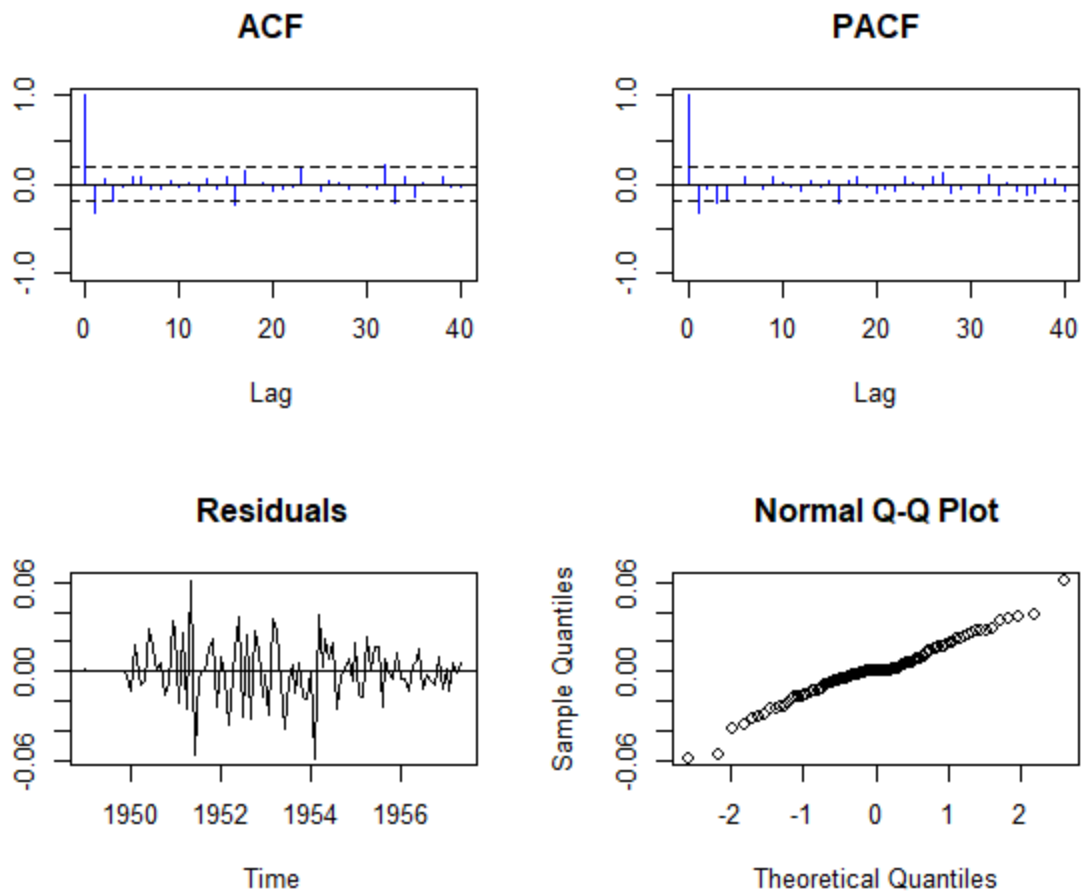 ACF
1.0
0.0
-1.0
0 10 20 30 40
Lag
PACF
1.0
0.0
-1.0
0 10 20 30 40
Lag
Residuals
0.06
0.00
-0.06
1950 1952 1954 1956
Time
Normal Q-Q Plot
Sample Quantiles
0.06
0.00
-0.06
-2 -1 0 1 2
Theoretical Quantiles